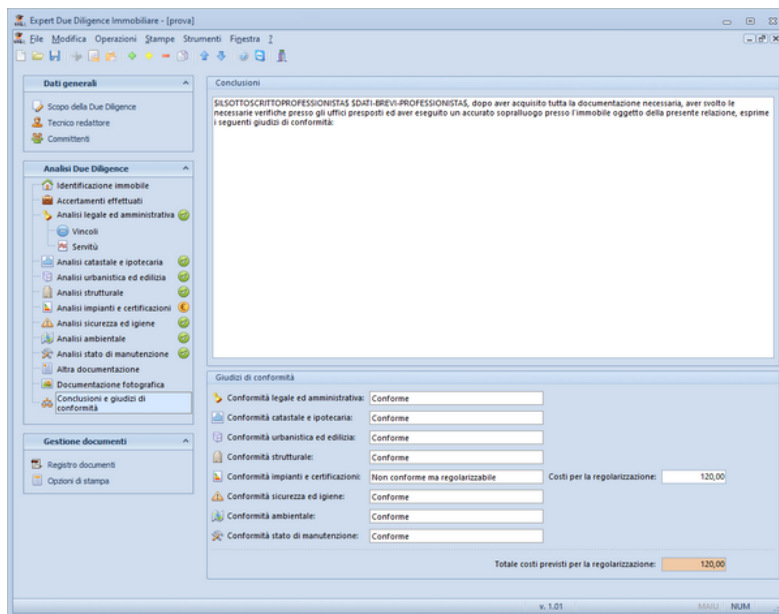 Expert Due Diligence Immobiliare - [prova]
File Modifica Operazioni Stampe Strumenti Finestra ?
Dati generali
Scopo della Due Diligence
Tecnico redattore
Committenti
Analisi Due Diligence
Identificazione immobile
Accertamenti effettuati
Analisi legale ed amministrativa
Vincoli
Servitù
Analisi catastale e ipotecaria
Analisi urbanistica ed edilizia
Analisi strutturale
Analisi impianti e certificazioni
Analisi sicurezza ed igiene
Analisi ambientale
Analisi stato di manutenzione
Altra documentazione
Documentazione fotografica
Conclusioni e giudizi di
conformità
Gestione documenti
Registro documenti
Opzioni di stampa
Conclusioni
$ILSOTTOSCRITTOPROFESSIONISTA$ $DATI-BREVI-PROFESSIONISTA$, dopo aver acquisito tutta la documentazione necessaria, aver svolto le
necessarie verifiche presso gli uffici presposti ed aver eseguito un accurato sopralluogo presso l'immobile oggetto della presente relazione, esprime
i seguenti giudizi di conformità:
Giudizi di conformità
Conformità legale ed amministrativa: Conforme
Conformità catastale e ipotecaria: Conforme
Conformità urbanistica ed edilizia: Conforme
Conformità strutturale: Conforme
Conformità impianti e certificazioni: Non conforme ma regolarizzabile Costi per la regolarizzazione: 120,00
Conformità sicurezza ed igiene: Conforme
Conformità ambientale: Conforme
Conformità stato di manutenzione: Conforme
Totale costi previsti per la regolarizzazione: 120,00
v. 1.01 MAIU NUM